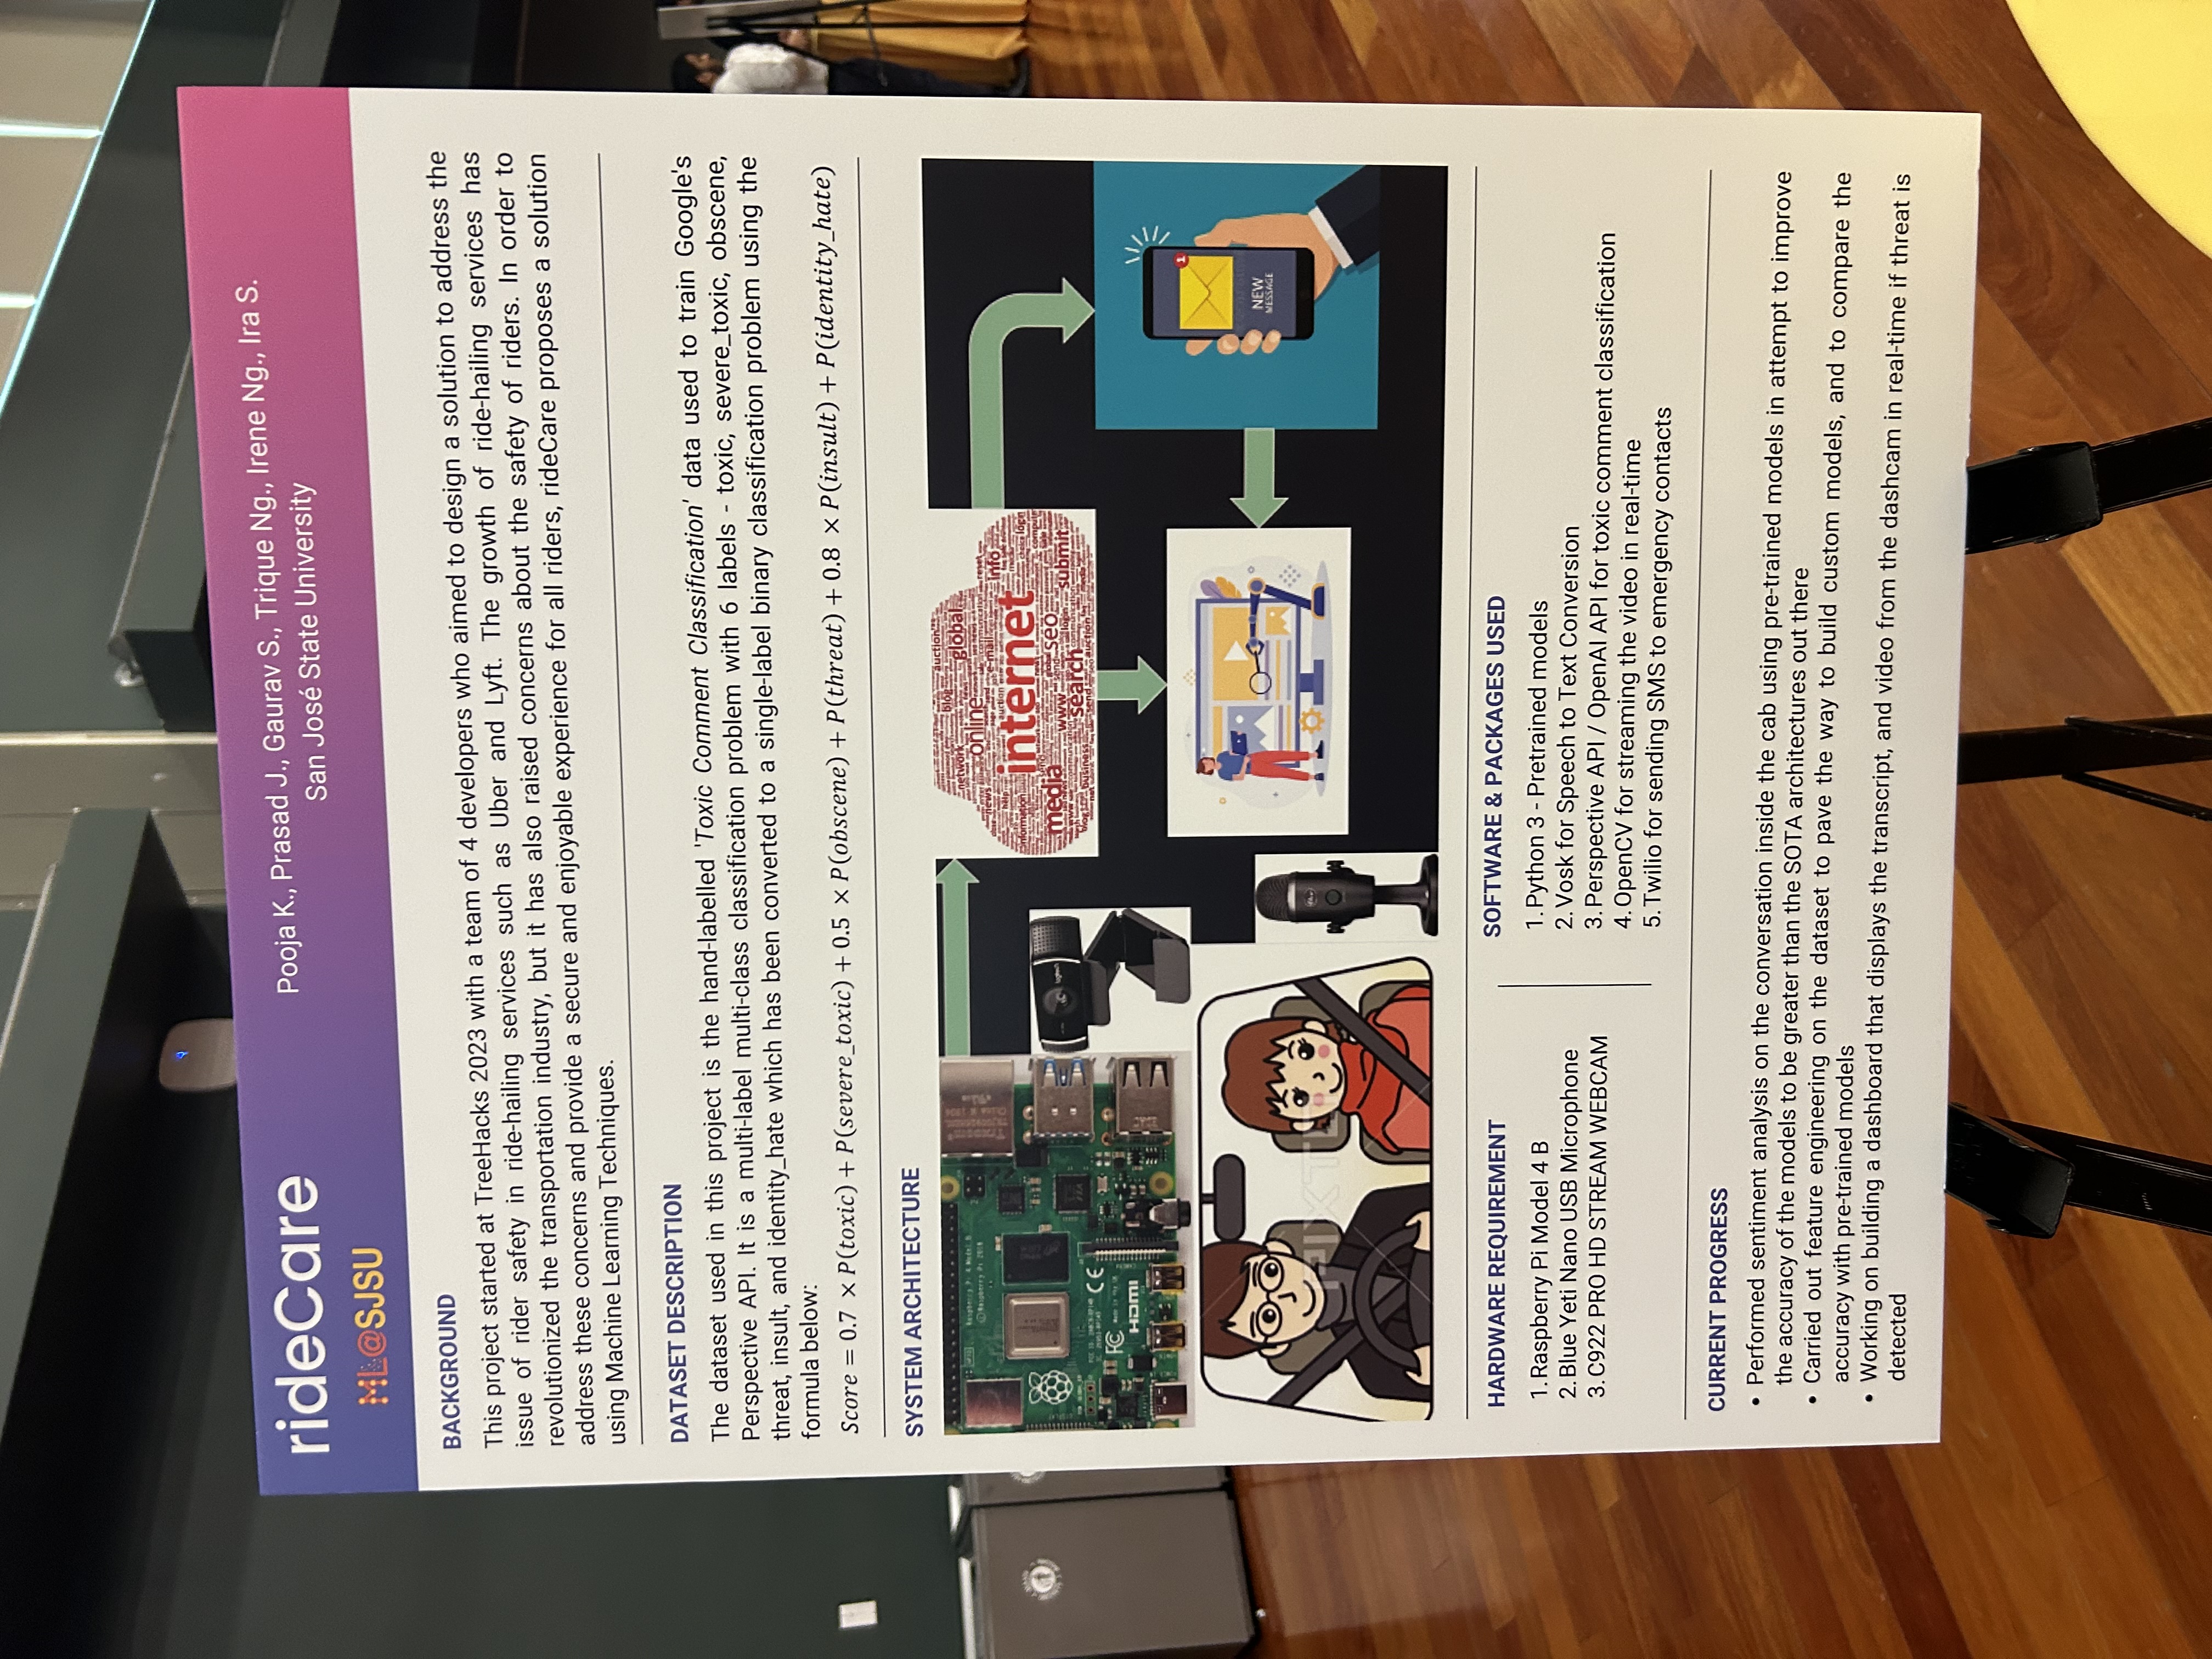 rideCare
ML@SJSU
Pooja K., Prasad J., Gaurav S., Trique Ng., Irene Ng., Ira S.
San José State University
BACKGROUND
This project started at TreeHacks 2023 with a team of 4 developers who aimed to design a solution to address the
issue of rider safety in ride-hailing services such as Uber and Lyft. The growth of ride-hailing services has
revolutionized the transportation industry, but it has also raised concerns about the safety of riders. In order to
address these concerns and provide a secure and enjoyable experience for all riders, rideCare proposes a solution
using Machine Learning Techniques.
DATASET DESCRIPTION
The dataset used in this project is the hand-labelled 'Toxic Comment Classification' data used to train Google's
Perspective API. It is a multi-label multi-class classification problem with 6 labels - toxic, severe_toxic, obscene,
threat, insult, and identity_hate which has been converted to a single-label binary classification problem using the
formula below:
Score = 0.7 × P(toxic) + P(severe_toxic) + 0.5 × P(obscene) + P(threat) + 0.8 × P(insult) + P(identity_hate)
SYSTEM ARCHITECTURE
Raspberry Pi 4 Model B
© Raspberry Pi 2018
CE
FC
HDMI
logitech
auction
blog
network
global
online
news
e-mail
info
auction
help
information
internet
login
media
seo
www
send
login
submit
search
communication
blog
business
send
auction
NEW
MESSAGE
1
PIXTA
HARDWARE REQUIREMENT
1. Raspberry Pi Model 4 B
2. Blue Yeti Nano USB Microphone
3. C922 PRO HD STREAM WEBCAM
SOFTWARE & PACKAGES USED
1. Python 3 - Pretrained models
2. Vosk for Speech to Text Conversion
3. Perspective API / OpenAI API for toxic comment classification
4. OpenCV for streaming the video in real-time
5. Twilio for sending SMS to emergency contacts
CURRENT PROGRESS
• Performed sentiment analysis on the conversation inside the cab using pre-trained models in attempt to improve
the accuracy of the models to be greater than the SOTA architectures out there
• Carried out feature engineering on the dataset to pave the way to build custom models, and to compare the
accuracy with pre-trained models
• Working on building a dashboard that displays the transcript, and video from the dashcam in real-time if threat is
detected